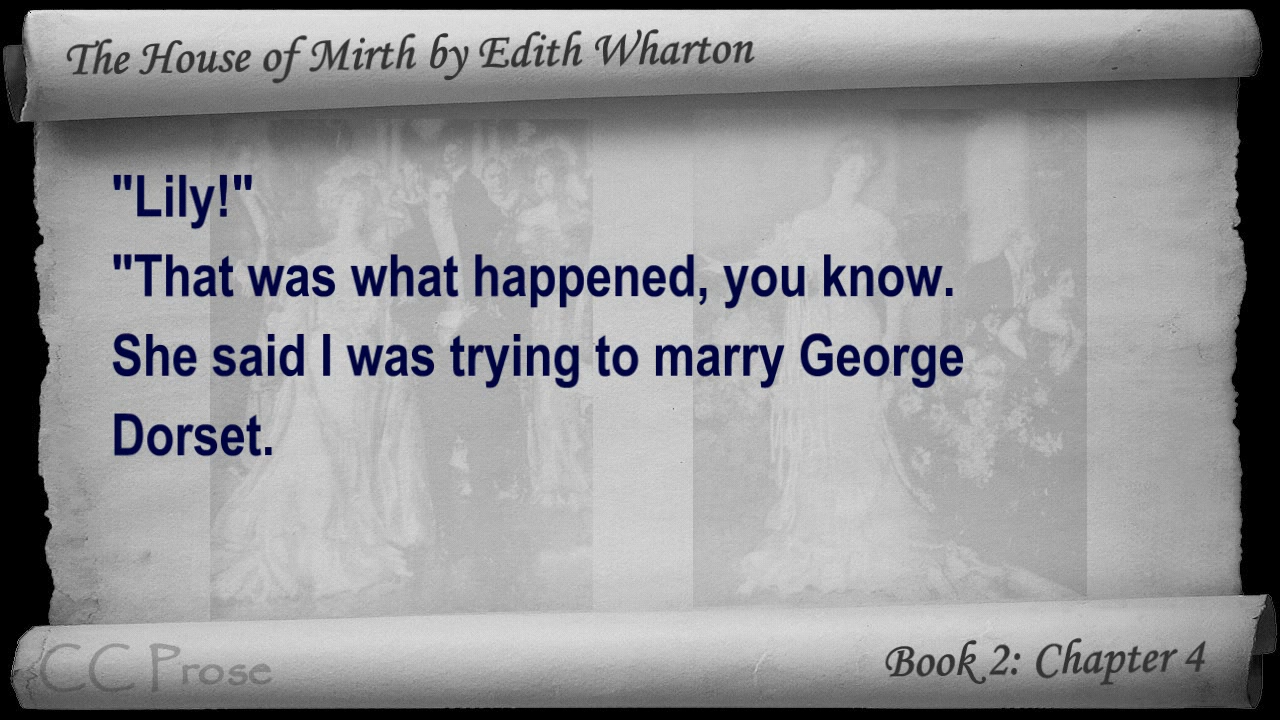 The House of Mirth by Edith Wharton
"Lily!"
"That was what happened, you know.
She said I was trying to marry George
Dorset.
CC Prose
Book 2: Chapter 4